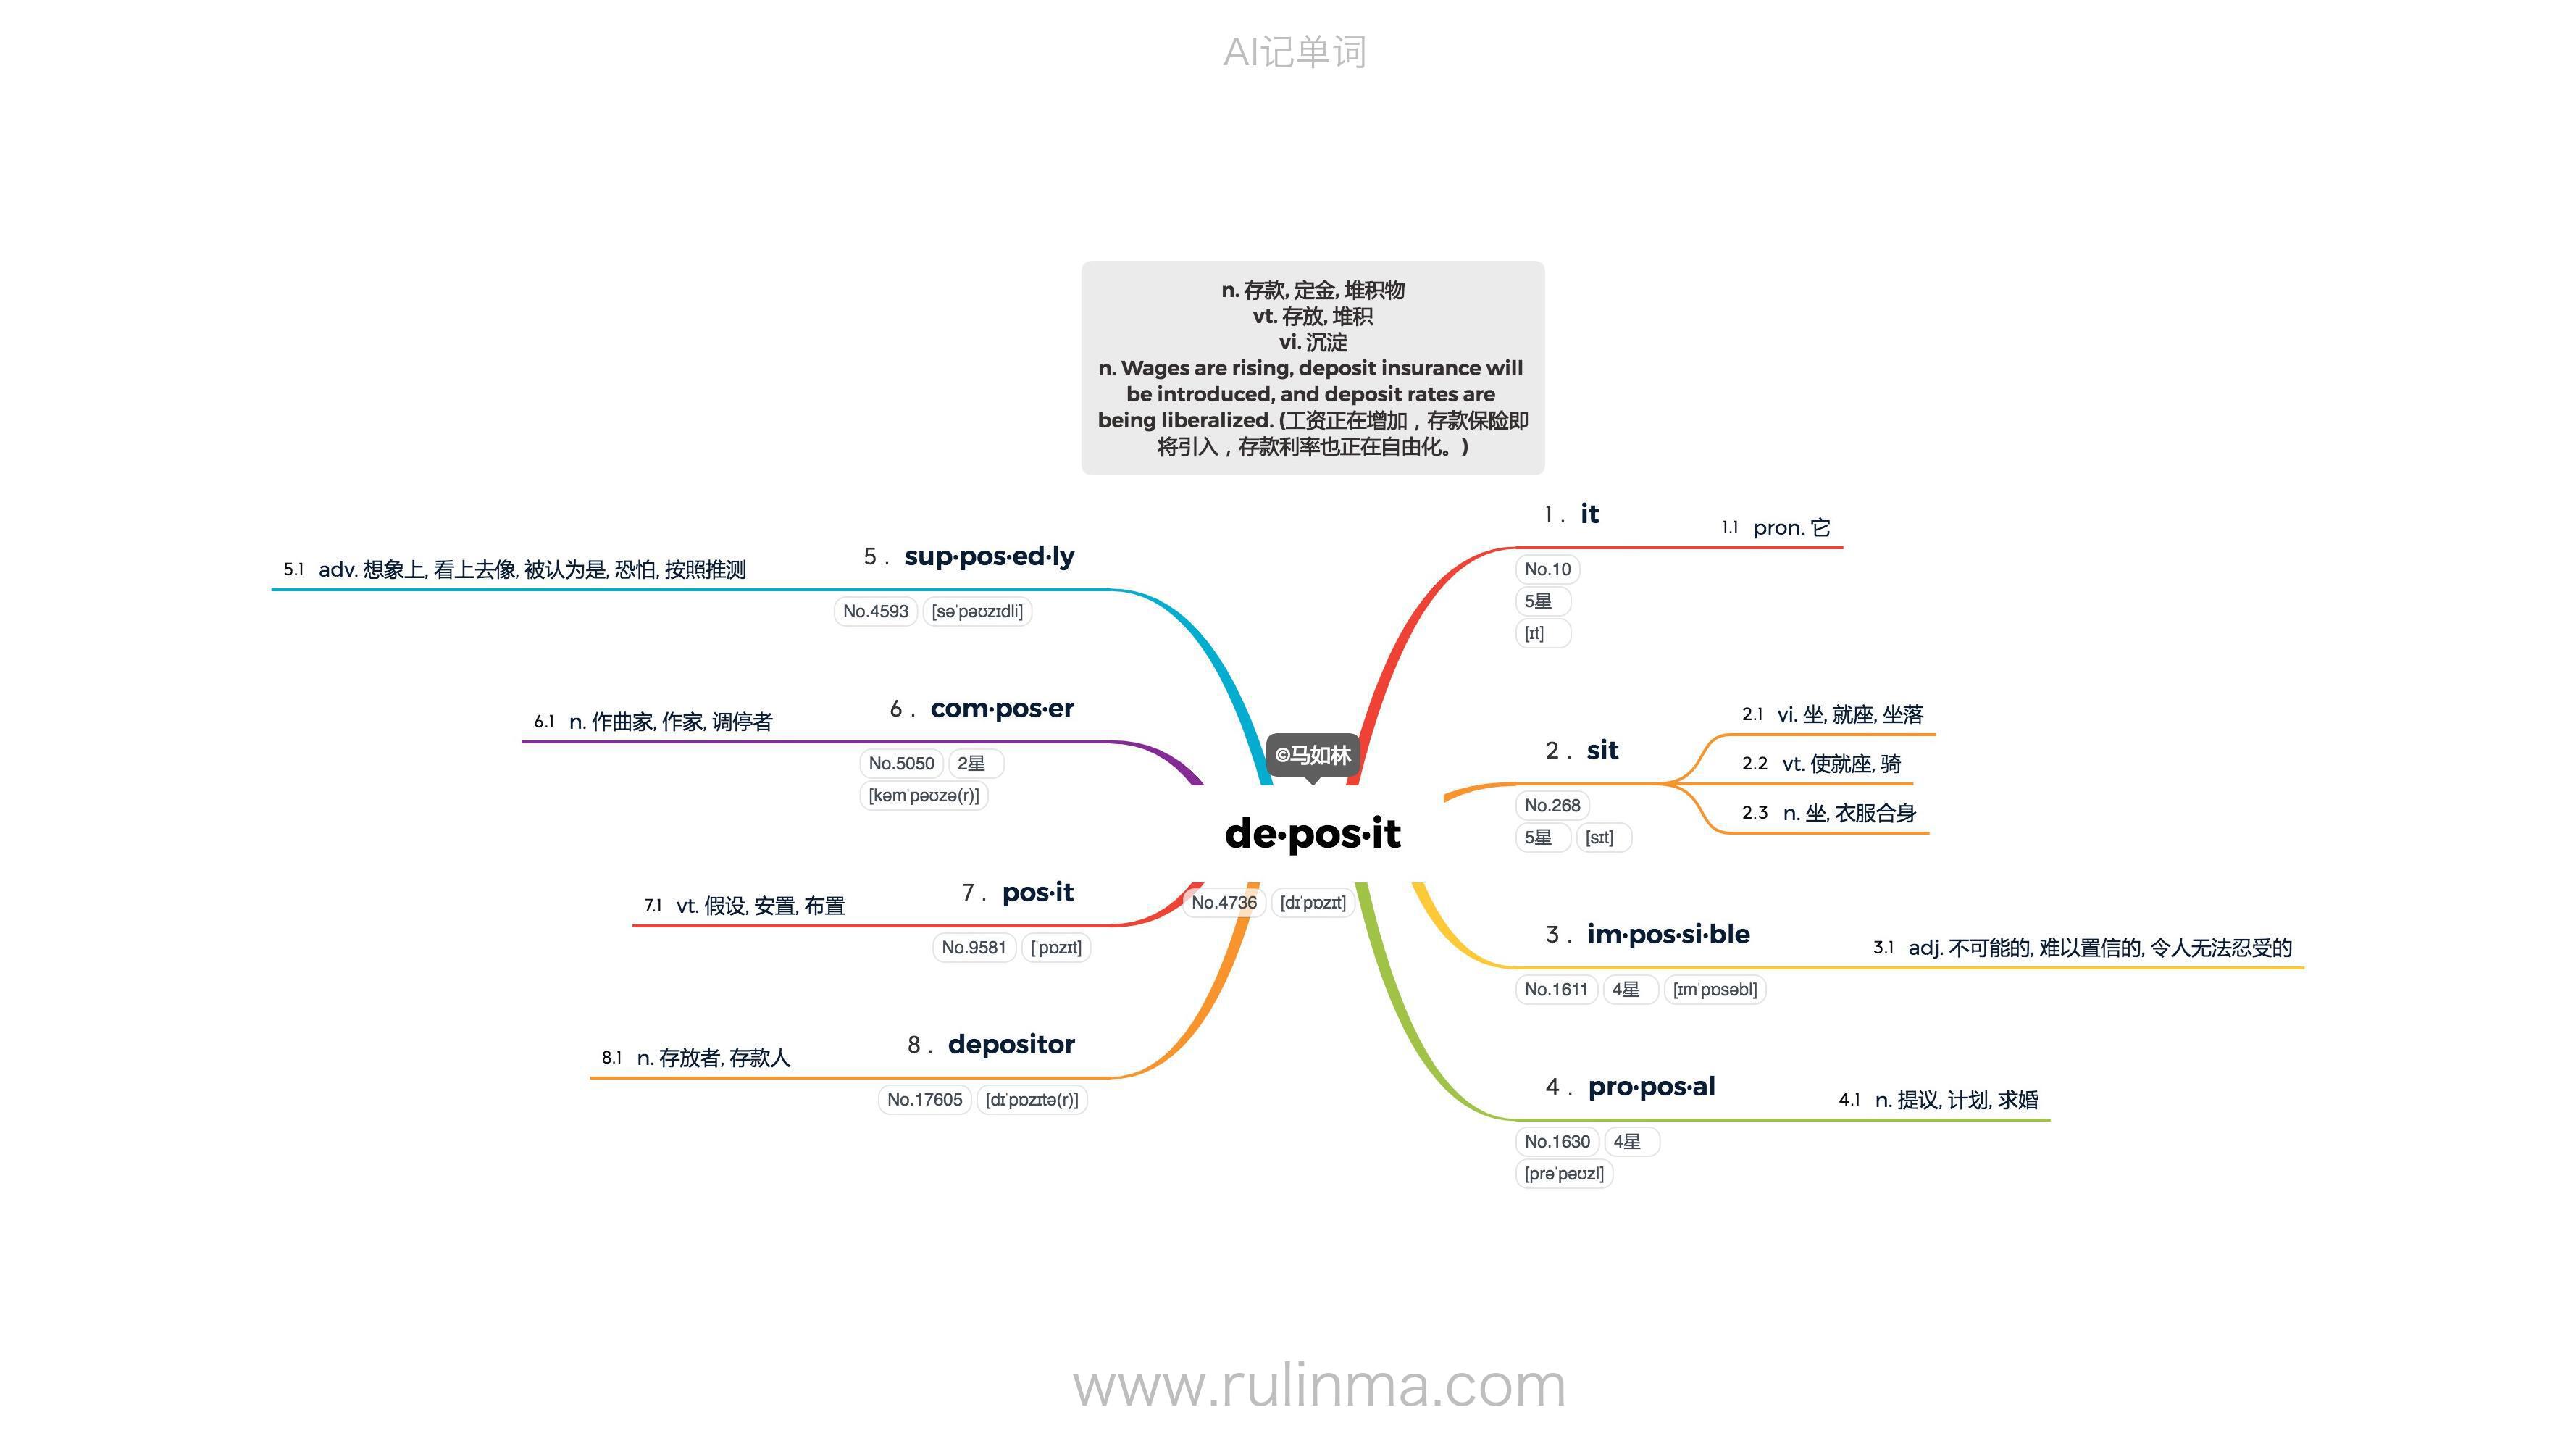 AI记单词
n. 存款, 定金, 堆积物
vt. 存放, 堆积
vi. 沉淀
n. Wages are rising, deposit insurance will
be introduced, and deposit rates are
being liberalized. (工资正在增加，存款保险即
将引入，存款利率也正在自由化。)
©马如林
de·pos·it
No.4736 [dɪˈpɒzɪt]
1 . it
No.10
5星
[ɪt]
1.1 pron. 它
2 . sit
No.268
5星 [sɪt]
2.1 vi. 坐, 就座, 坐落
2.2 vt. 使就座, 骑
2.3 n. 坐, 衣服合身
3 . im·pos·si·ble
No.1611 4星 [ɪmˈpɒsəbl]
3.1 adj. 不可能的, 难以置信的, 令人无法忍受的
4 . pro·pos·al
No.1630 4星
[prəˈpəʊzl]
4.1 n. 提议, 计划, 求婚
5 . sup·pos·ed·ly
No.4593 [səˈpəʊzɪdli]
5.1 adv. 想象上, 看上去像, 被认为是, 恐怕, 按照推测
6 . com·pos·er
No.5050 2星
[kəmˈpəʊzə(r)]
6.1 n. 作曲家, 作家, 调停者
7 . pos·it
No.9581 [ˈpɒzɪt]
7.1 vt. 假设, 安置, 布置
8 . depositor
No.17605 [dɪˈpɒzɪtə(r)]
8.1 n. 存放者, 存款人
www.rulinma.com